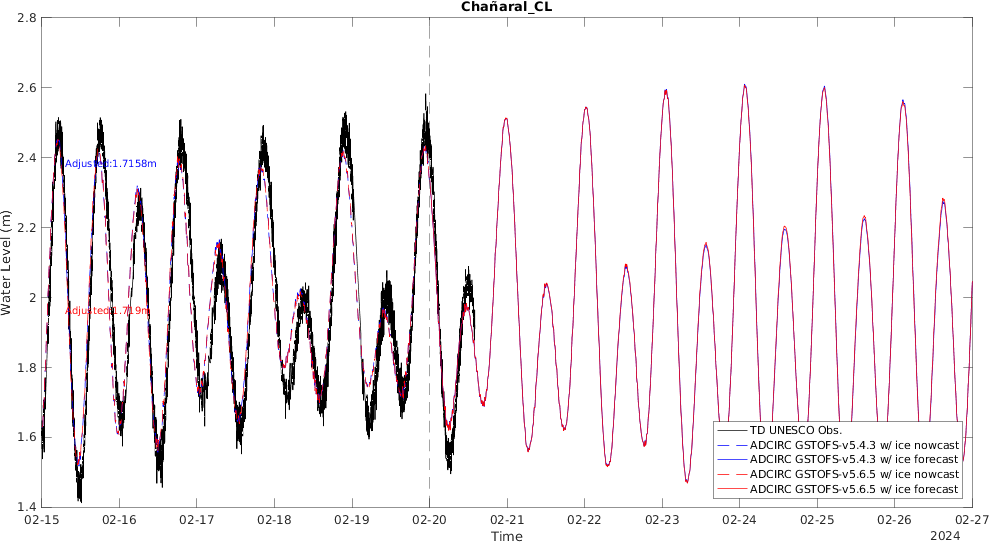 Chañaral_CL
2.8
2.6
2.4
2.2
2
1.8
1.6
1.4
Water Level (m)
Adjusted:1.7158m
Adjusted:1.719m
TD UNESCO Obs.
ADCIRC GSTOFS-v5.4.3 w/ ice nowcast
ADCIRC GSTOFS-v5.4.3 w/ ice forecast
ADCIRC GSTOFS-v5.6.5 w/ ice nowcast
ADCIRC GSTOFS-v5.6.5 w/ ice forecast
02-15 02-16 02-17 02-18 02-19 02-20 02-21 02-22 02-23 02-24 02-25 02-26 02-27
Time
2024